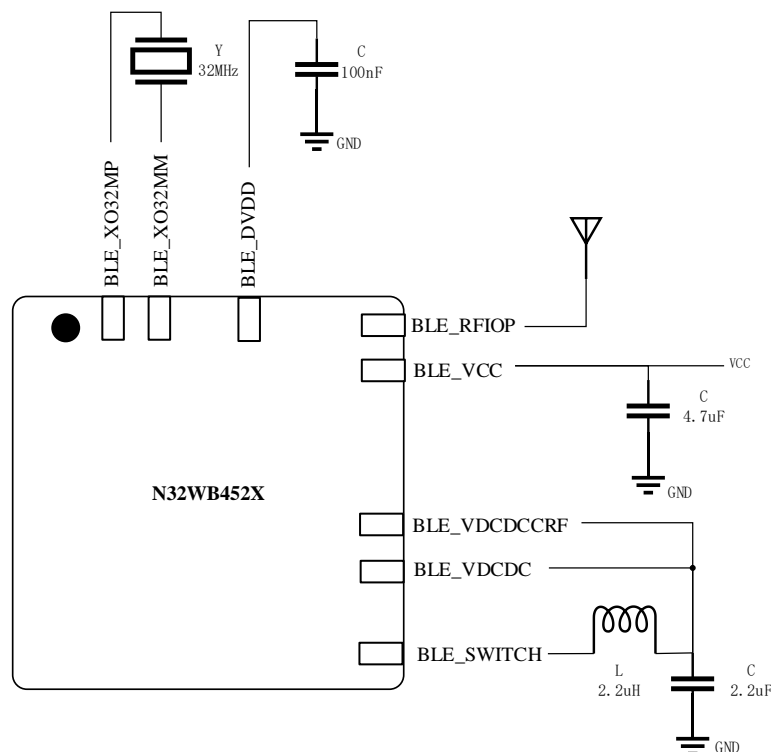 Y
32MHz
C
100nF
GND
BLE_XO32MP
BLE_XO32MM
BLE_DVDD
BLE_RFIOP
BLE_VCC
VCC
C
4.7uF
GND
N32WB452X
BLE_VDCDCCRF
BLE_VDCDC
BLE_SWITCH
L
2.2uH
C
2.2uF
GND